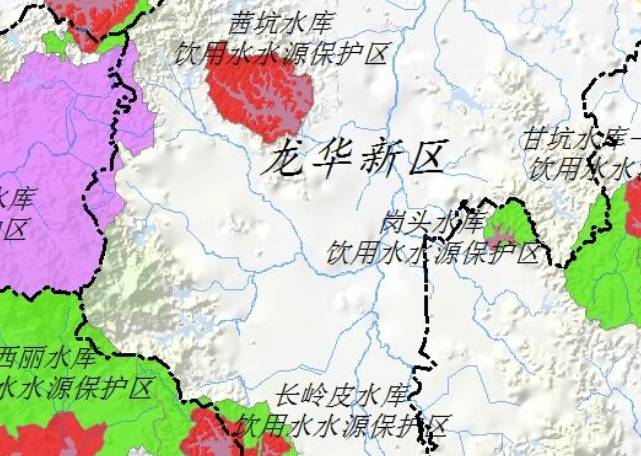 茜坑水库
饮用水水源保护区
龙华新区
甘坑水库
饮用水水
水库
区
岗头水库
饮用水水源保护区
西丽水库
水水源保护区
长岭皮水库
饮用水水源保护区